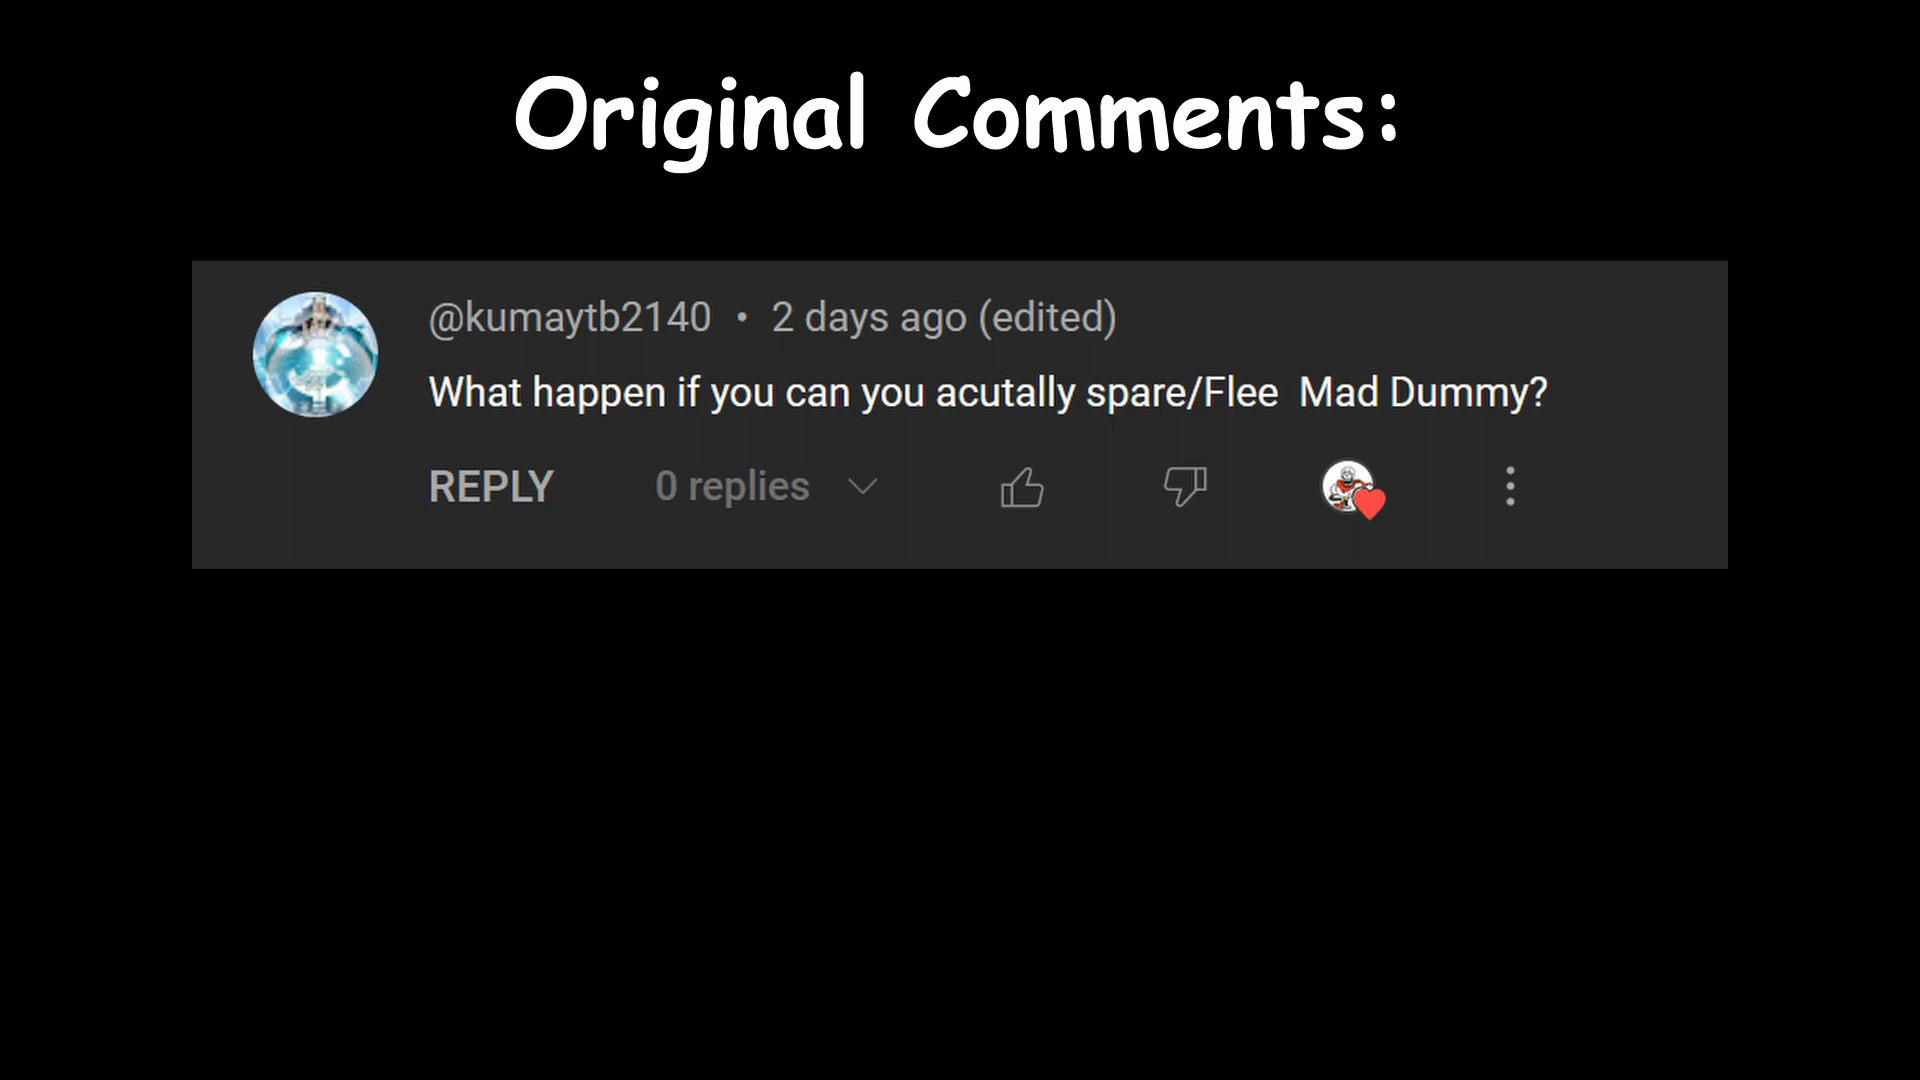 Original Comments:
@kumaytb2140 • 2 days ago (edited)
What happen if you can you acutally spare/Flee  Mad Dummy?
REPLY 0 replies